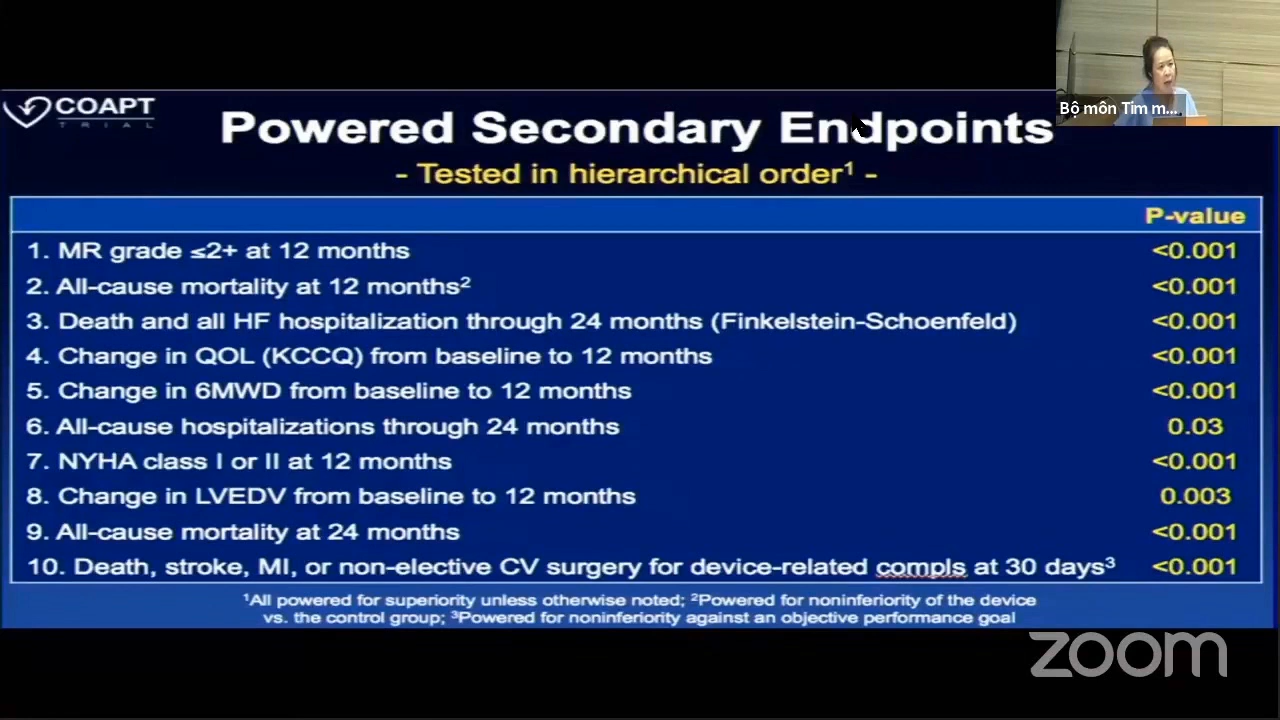 COAPT
TRIAL
Bộ môn Tim m...
Powered Secondary Endpoints
- Tested in hierarchical order¹ -
P-value
1. MR grade ≤2+ at 12 months <0.001
2. All-cause mortality at 12 months² <0.001
3. Death and all HF hospitalization through 24 months (Finkelstein-Schoenfeld) <0.001
4. Change in QOL (KCCQ) from baseline to 12 months <0.001
5. Change in 6MWD from baseline to 12 months <0.001
6. All-cause hospitalizations through 24 months 0.03
7. NYHA class I or II at 12 months <0.001
8. Change in LVEDV from baseline to 12 months 0.003
9. All-cause mortality at 24 months <0.001
10. Death, stroke, MI, or non-elective CV surgery for device-related compls at 30 days³ <0.001
¹All powered for superiority unless otherwise noted; ²Powered for noninferiority of the device
vs. the control group; ³Powered for noninferiority against an objective performance goal
zoom